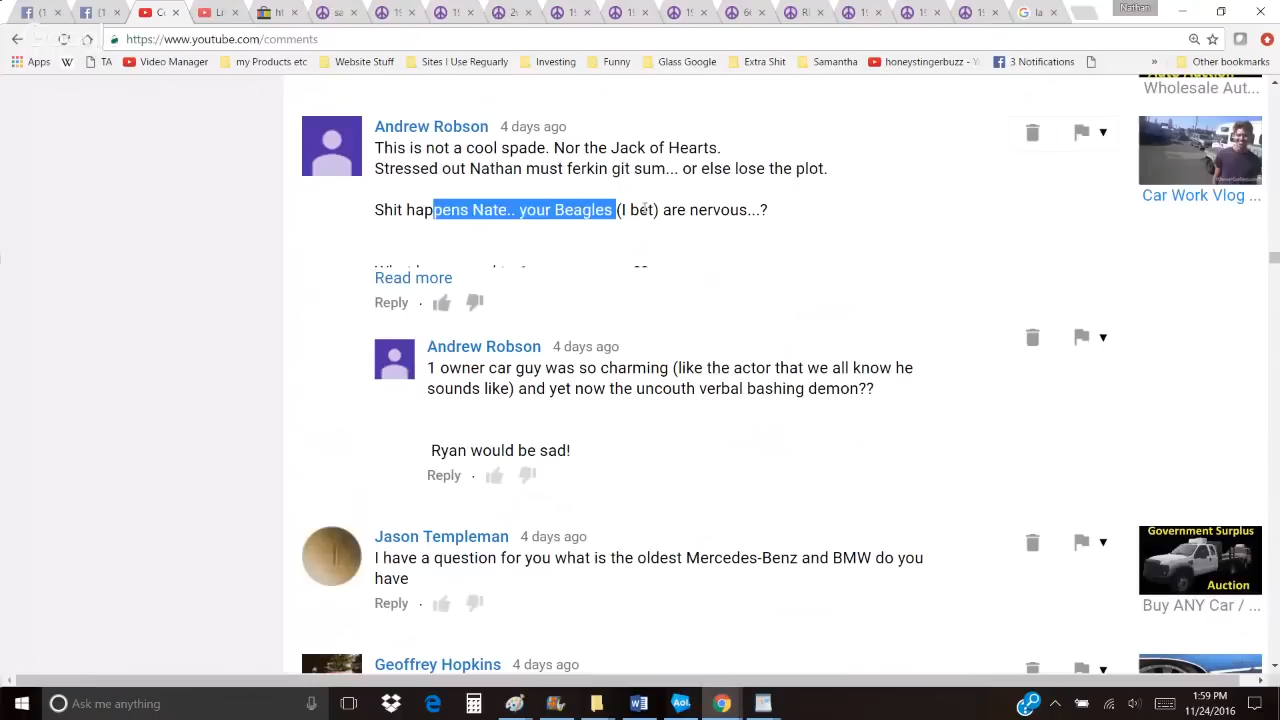 Nathan
https://www.youtube.com/comments
Apps TA Video Manager my Products etc Website Stuff Sites I Use Reguarly Investing Funny Glass Google Extra Shit Samantha honeystingerbuzz - Yo 3 Notifications » Other bookmarks
Wholesale Aut...
Andrew Robson 4 days ago
This is not a cool spade. Nor the Jack of Hearts.
Stressed out Nathan must ferkin git sum... or else lose the plot.
Shit happens Nate.. your Beagles (I bet) are nervous...?
Read more
Reply
Car Work Vlog ...
Andrew Robson 4 days ago
1 owner car guy was so charming (like the actor that we all know he
sounds like) and yet now the uncouth verbal bashing demon??
Ryan would be sad!
Reply
Jason Templeman 4 days ago
I have a question for you what is the oldest Mercedes-Benz and BMW do you
have
Reply
Government Surplus
Auction
Buy ANY Car / ...
Geoffrey Hopkins 4 days ago
Ask me anything
Aol.
1:59 PM
11/24/2016